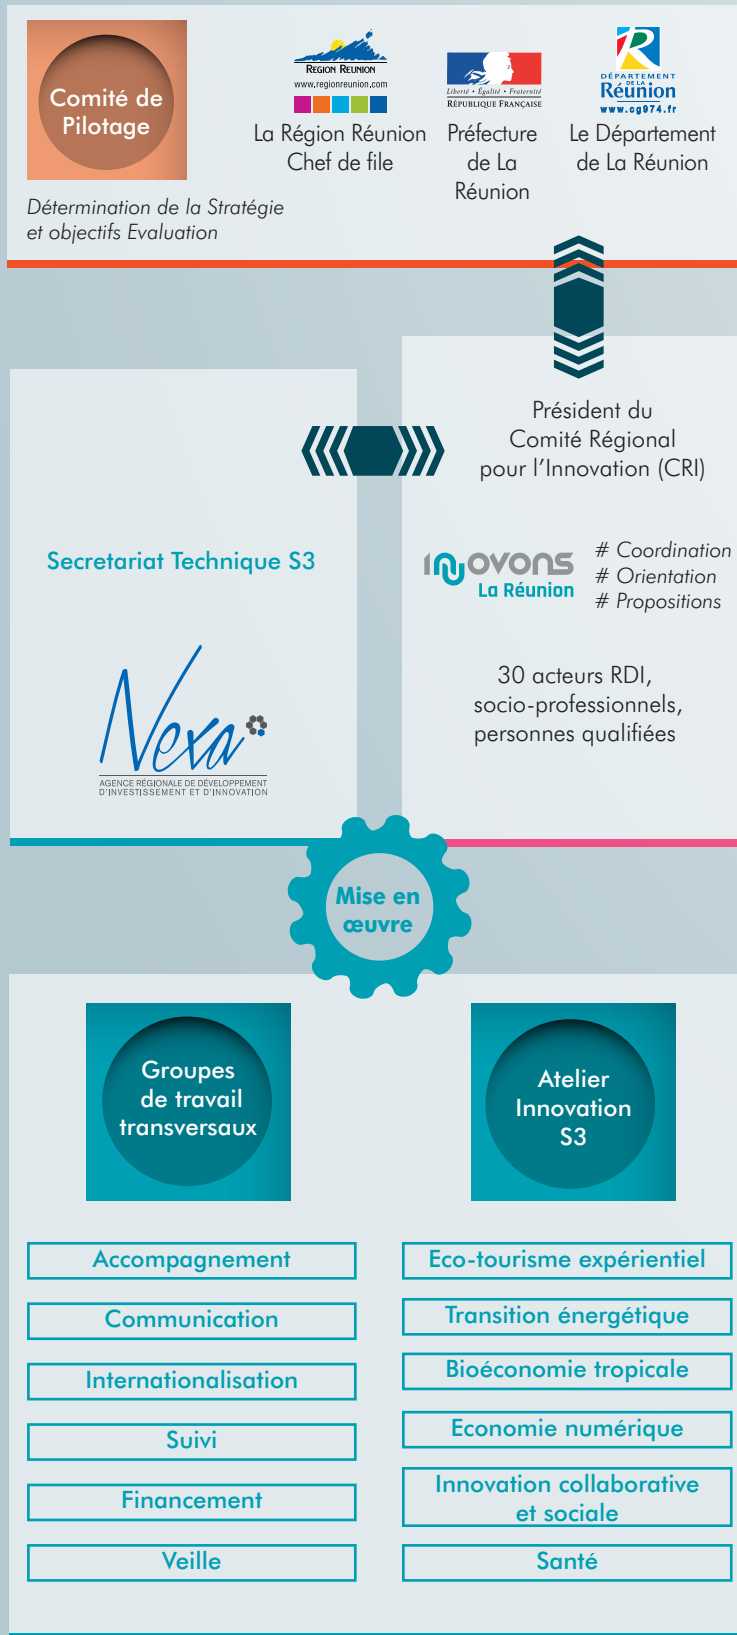 Comité de
Pilotage
REGION REUNION
www.regionreunion.com
La Région Réunion
Chef de file
Liberté • Égalité • Fraternité
RÉPUBLIQUE FRANÇAISE
Préfecture
de La
Réunion
DÉPARTEMENT
DE LA
Réunion
www.cg974.fr
Le Département
de La Réunion
Détermination de la Stratégie
et objectifs Evaluation
Président du
Comité Régional
pour l'Innovation (CRI)
Secretariat Technique S3
innovons
La Réunion
# Coordination
# Orientation
# Propositions
30 acteurs RDI,
socio-professionnels,
personnes qualifiées
Nexa
AGENCE RÉGIONALE DE DÉVELOPPEMENT
D'INVESTISSEMENT ET D'INNOVATION
Mise en
œuvre
Groupes
de travail
transversaux
Accompagnement
Communication
Internationalisation
Suivi
Financement
Veille
Atelier
Innovation
S3
Eco-tourisme expérientiel
Transition énergétique
Bioéconomie tropicale
Economie numérique
Innovation collaborative
et sociale
Santé